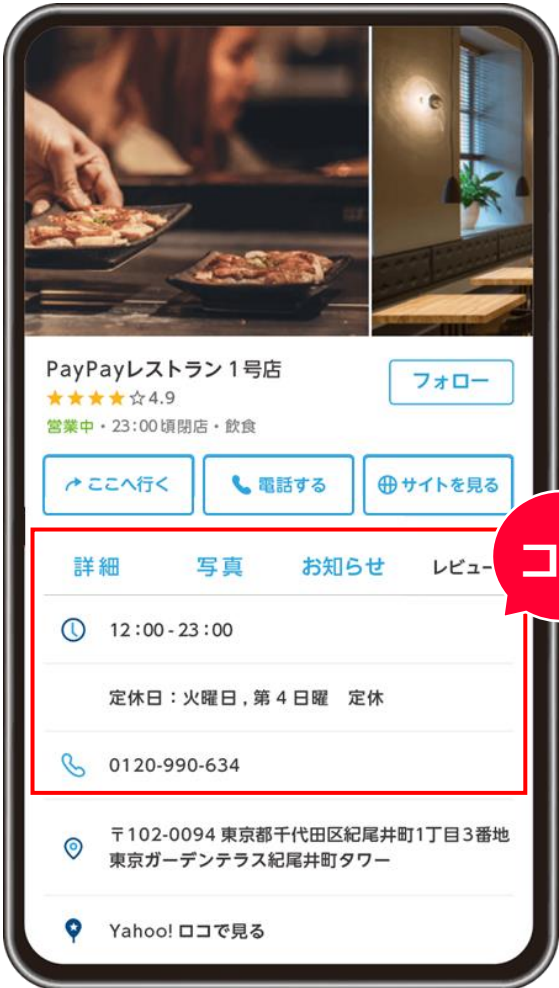 PayPayレストラン 1号店
フォロー
★★★★☆4.9
営業中・23:00頃閉店・飲食
ここへ行く
電話する
サイトを見る
詳細
写真
お知らせ
レビュー
コ
12:00-23:00
定休日：火曜日,第4日曜　定休
0120-990-634
〒102-0094 東京都千代田区紀尾井町1丁目3番地
東京ガーデンテラス紀尾井町タワー
Yahoo! ロコで見る